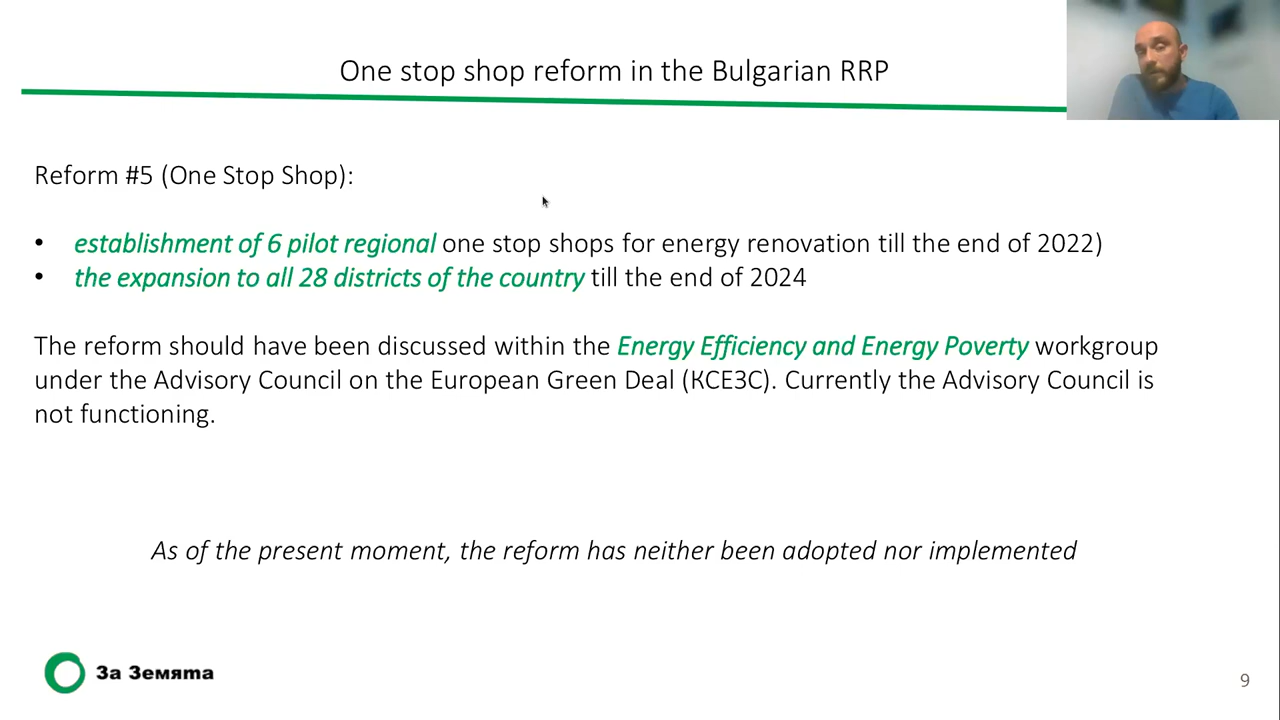 One stop shop reform in the Bulgarian RRP
Reform #5 (One Stop Shop):
• establishment of 6 pilot regional one stop shops for energy renovation till the end of 2022)
• the expansion to all 28 districts of the country till the end of 2024
The reform should have been discussed within the Energy Efficiency and Energy Poverty workgroup
under the Advisory Council on the European Green Deal (КСЕЗС). Currently the Advisory Council is
not functioning.
As of the present moment, the reform has neither been adopted nor implemented
За Земята
9